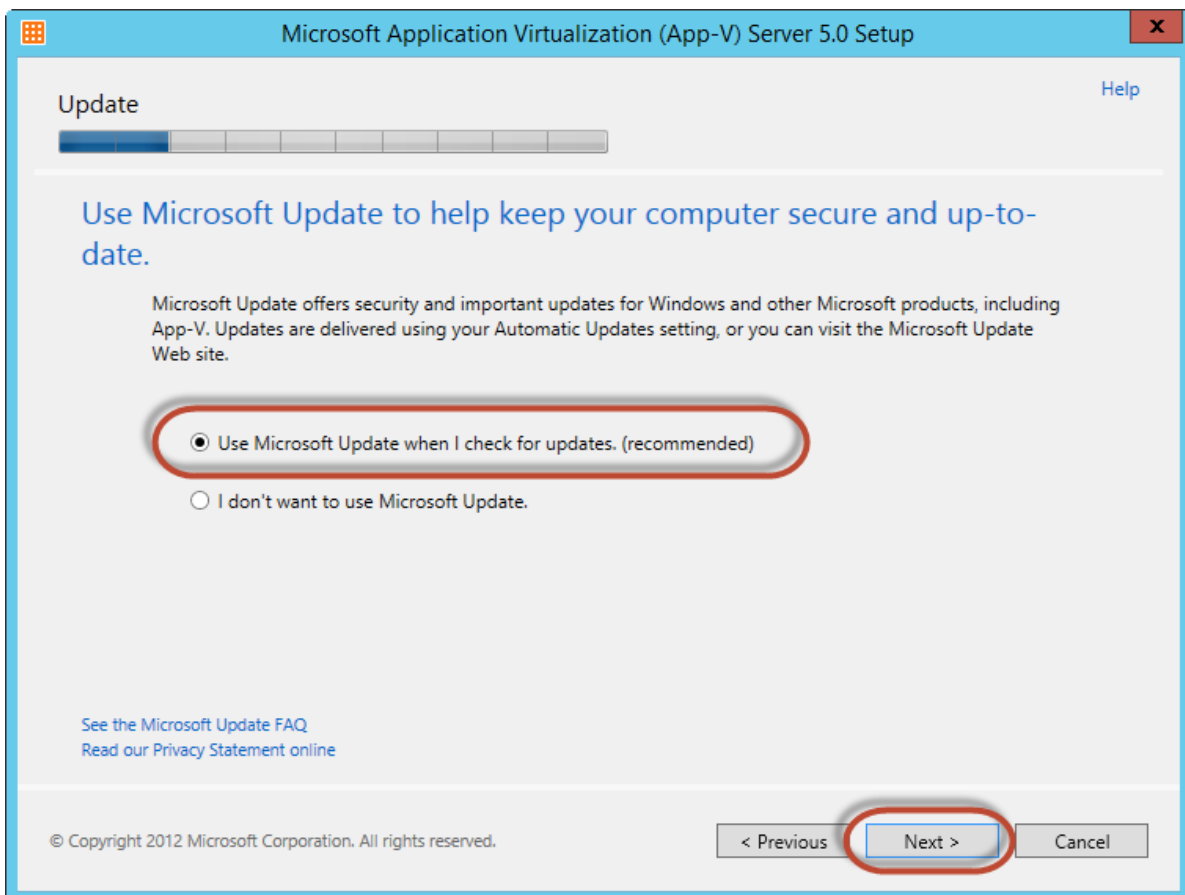 Microsoft Application Virtualization (App-V) Server 5.0 Setup
x
Help
Update
Use Microsoft Update to help keep your computer secure and up-to-
date.
Microsoft Update offers security and important updates for Windows and other Microsoft products, including
App-V. Updates are delivered using your Automatic Updates setting, or you can visit the Microsoft Update
Web site.
Use Microsoft Update when I check for updates. (recommended)
I don't want to use Microsoft Update.
See the Microsoft Update FAQ
Read our Privacy Statement online
© Copyright 2012 Microsoft Corporation. All rights reserved.
< Previous
Next >
Cancel